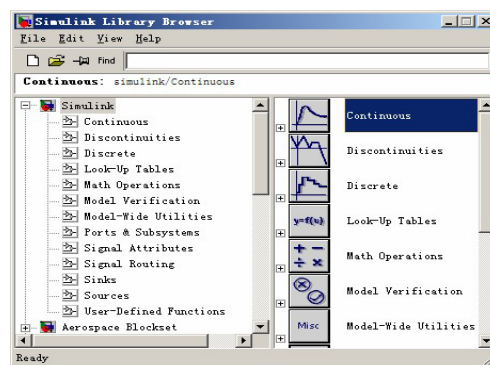 Simulink Library Browser
File Edit View Help
Find
Continuous: simulink/Continuous
Simulink
Continuous
Discontinuities
Discrete
Look-Up Tables
Math Operations
Model Verification
Model-Wide Utilities
Ports & Subsystems
Signal Attributes
Signal Routing
Sinks
Sources
User-Defined Functions
Aerospace Blockset
Continuous
Discontinuities
Discrete
y=f(u) Look-Up Tables
Math Operations
Model Verification
Misc Model-Wide Utilities
Ready